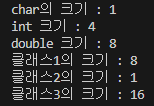 char의 크기 : 1
int 크기 : 4
double 크기 : 8
클래스1의 크기 : 8
클래스2의 크기 : 1
클래스3의 크기 : 16